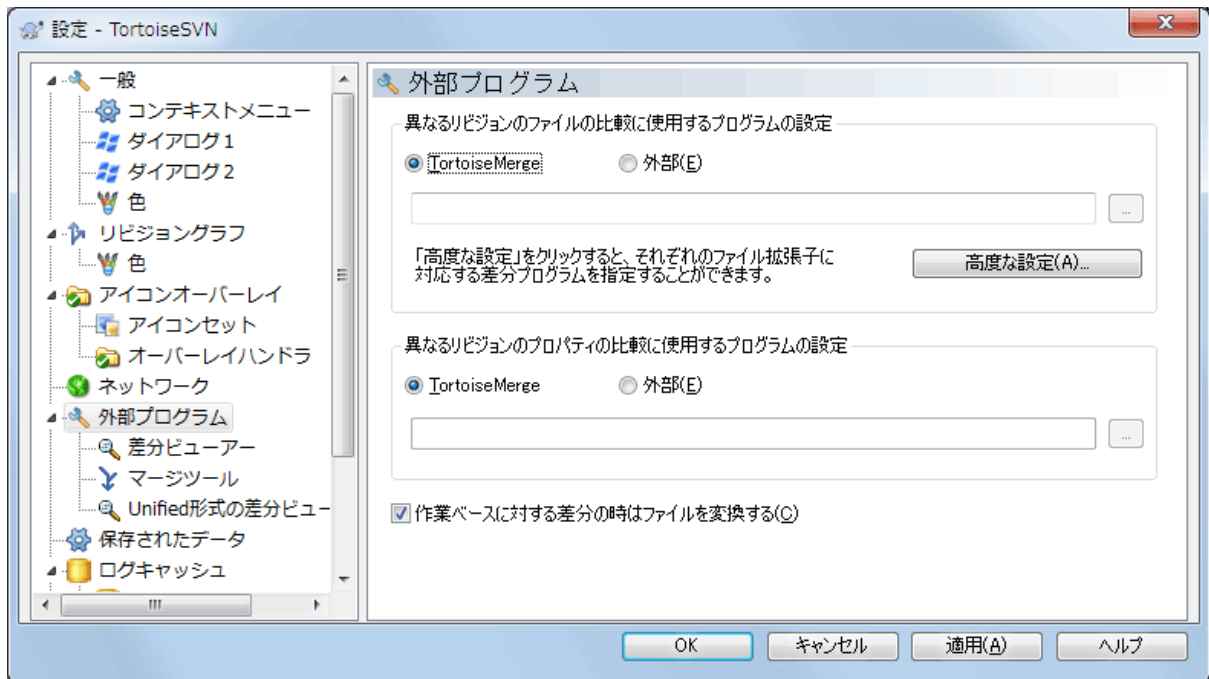 設定 - TortoiseSVN
一般
コンテキストメニュー
ダイアログ1
ダイアログ2
色
リビジョングラフ
色
アイコンオーバーレイ
アイコンセット
オーバーレイハンドラ
ネットワーク
外部プログラム
差分ビューアー
マージツール
Unified形式の差分ビュー
保存されたデータ
ログキャッシュ
外部プログラム
異なるリビジョンのファイルの比較に使用するプログラムの設定
TortoiseMerge 外部(E)
...
「高度な設定」をクリックすると、それぞれのファイル拡張子に
対応する差分プログラムを指定することができます。
高度な設定(A)...
異なるリビジョンのプロパティの比較に使用するプログラムの設定
TortoiseMerge 外部(E)
...
作業ベースに対する差分の時はファイルを変換する(C)
OK キャンセル 適用(A) ヘルプ